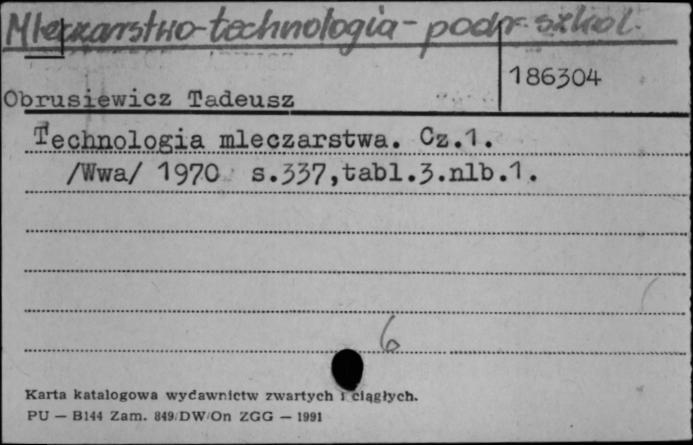 Mleczarstwo-technologia-podr. szkol.
186304
Obrusiewicz Tadeusz
Technologia mleczarstwa. Cz.1.
/Wwa/ 1970 s.337,tabl.3.nlb.1.
6
Karta katalogowa wydawnictw zwartych i ciągłych.
PU — B144 Zam. 849/DW/On ZGG — 1991